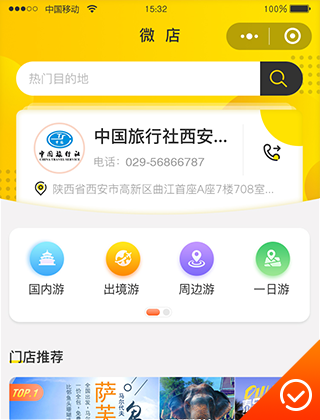 中国移动 15:32
微 店
热门目的地
中国旅行社西安...
中国旅行社
CHINA TRAVEL SERVICE
电话：029-56866787
陕西省西安市高新区曲江首座A座7楼708室...
国内游 出境游 周边游 一日游
门店推荐
TOP.1